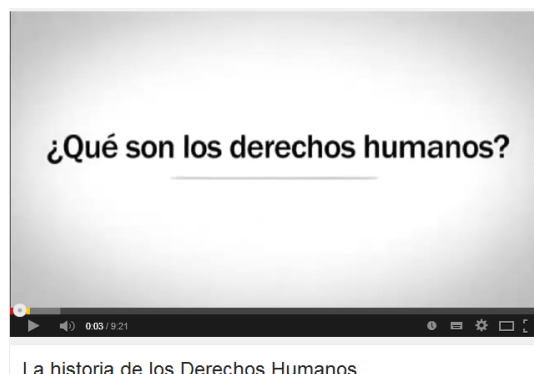 ¿Qué son los derechos humanos?
0:03 / 9:21
La historia de los Derechos Humanos